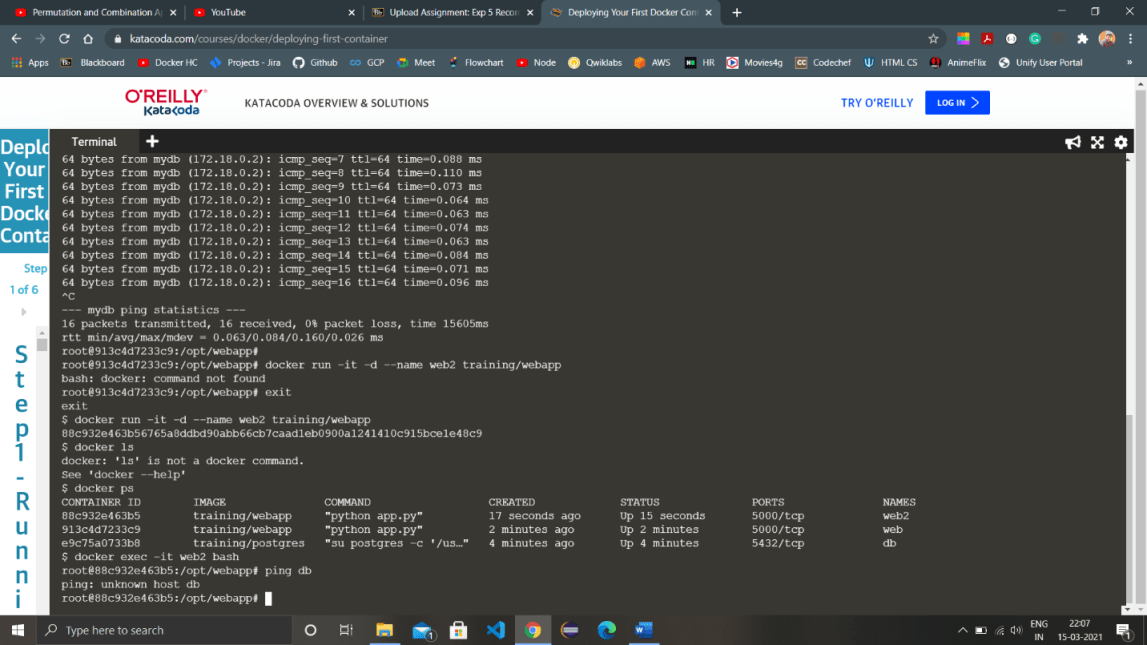 Permutation and Combination Ap
YouTube
Upload Assignment: Exp 5 Recor
Deploying Your First Docker Con
katacoda.com/courses/docker/deploying-first-container
Apps Blackboard Docker HC Projects - Jira Github GCP Meet Flowchart Node Qwiklabs AWS HR Movies4g Codechef HTML CS AnimeFlix Unify User Portal »
O'REILLY
Katacoda
KATACODA OVERVIEW & SOLUTIONS
TRY O'REILLY
LOG IN
Deplo
Your
First
Docke
Conta
Step
1 of 6
S
t
e
p
1
-
R
u
n
n
i
Terminal
64 bytes from mydb (172.18.0.2): icmp_seq=7 ttl=64 time=0.088 ms
64 bytes from mydb (172.18.0.2): icmp_seq=8 ttl=64 time=0.110 ms
64 bytes from mydb (172.18.0.2): icmp_seq=9 ttl=64 time=0.073 ms
64 bytes from mydb (172.18.0.2): icmp_seq=10 ttl=64 time=0.064 ms
64 bytes from mydb (172.18.0.2): icmp_seq=11 ttl=64 time=0.063 ms
64 bytes from mydb (172.18.0.2): icmp_seq=12 ttl=64 time=0.074 ms
64 bytes from mydb (172.18.0.2): icmp_seq=13 ttl=64 time=0.063 ms
64 bytes from mydb (172.18.0.2): icmp_seq=14 ttl=64 time=0.084 ms
64 bytes from mydb (172.18.0.2): icmp_seq=15 ttl=64 time=0.071 ms
64 bytes from mydb (172.18.0.2): icmp_seq=16 ttl=64 time=0.096 ms
^C
--- mydb ping statistics ---
16 packets transmitted, 16 received, 0% packet loss, time 15605ms
rtt min/avg/max/mdev = 0.063/0.084/0.160/0.026 ms
root@913c4d7233c9:/opt/webapp#
root@913c4d7233c9:/opt/webapp# docker run -it -d --name web2 training/webapp
bash: docker: command not found
root@913c4d7233c9:/opt/webapp# exit
exit
$ docker run -it -d --name web2 training/webapp
88c932e463b56765a8ddbd90abb66cb7caad1eb0900a1241410c915bce1e48c9
$ docker ls
docker: 'ls' is not a docker command.
See 'docker --help'
$ docker ps
CONTAINER ID IMAGE COMMAND CREATED STATUS PORTS NAMES
88c932e463b5 training/webapp "python app.py" 17 seconds ago Up 15 seconds 5000/tcp web2
913c4d7233c9 training/webapp "python app.py" 2 minutes ago Up 2 minutes 5000/tcp web
e9c75a0733b8 training/postgres "su postgres -c '/us…" 4 minutes ago Up 4 minutes 5432/tcp db
$ docker exec -it web2 bash
root@88c932e463b5:/opt/webapp# ping db
ping: unknown host db
root@88c932e463b5:/opt/webapp#
Type here to search
ENG
IN
22:07
15-03-2021